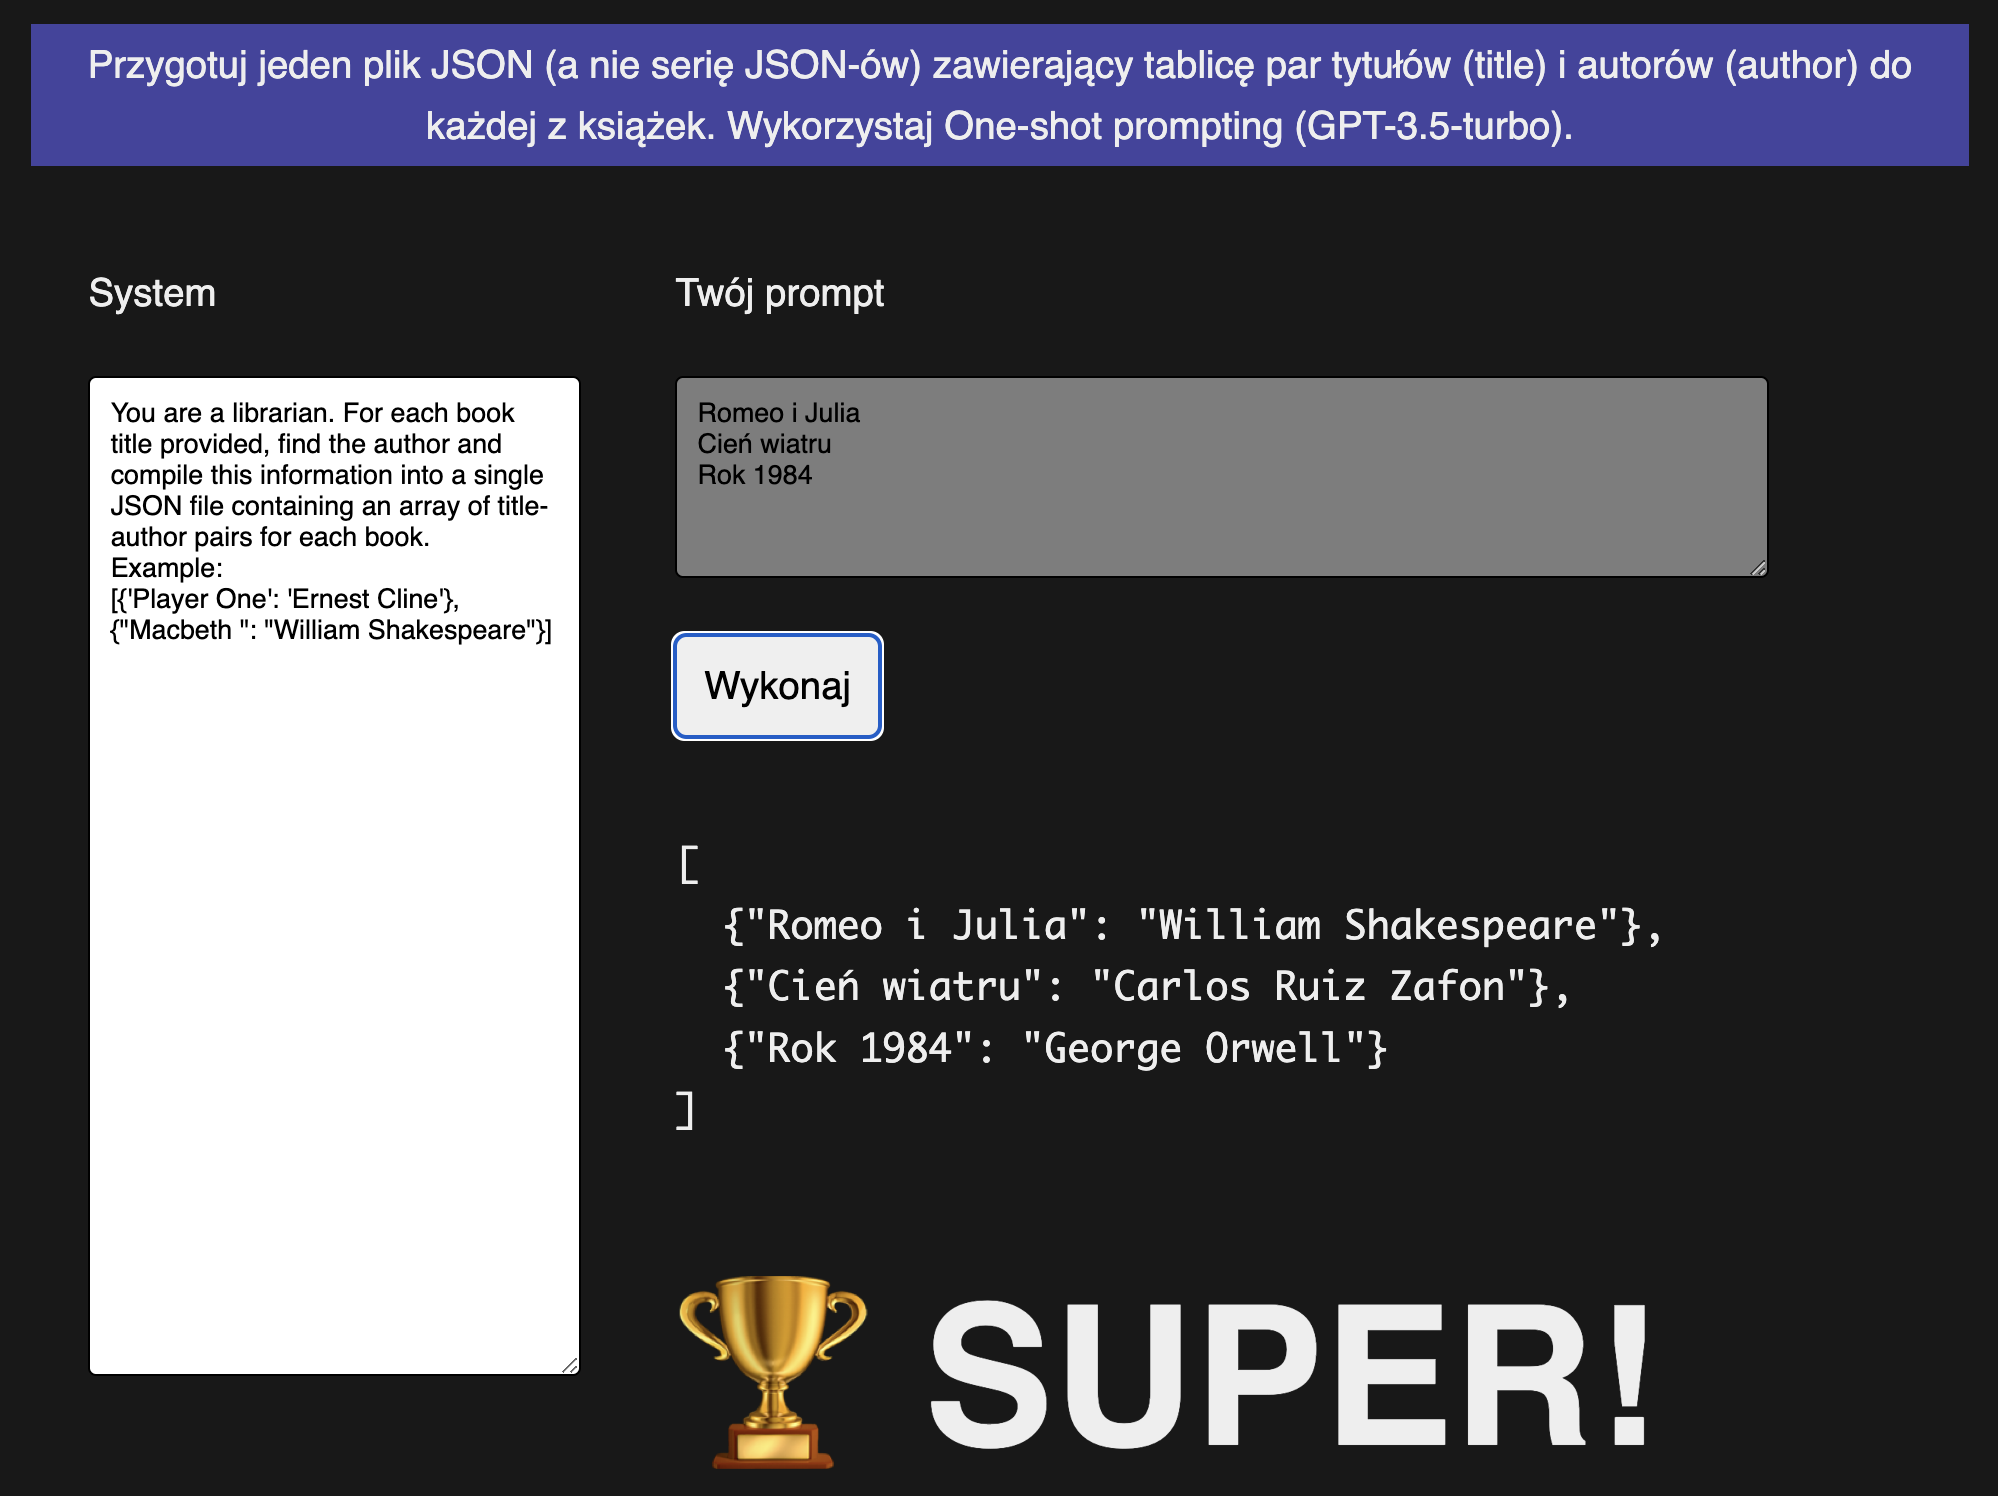 Przygotuj jeden plik JSON (a nie serię JSON-ów) zawierający tablicę par tytułów (title) i autorów (author) do
każdej z książek. Wykorzystaj One-shot prompting (GPT-3.5-turbo).
System
You are a librarian. For each book
title provided, find the author and
compile this information into a single
JSON file containing an array of title-
author pairs for each book.
Example:
[{'Player One': 'Ernest Cline'},
{"Macbeth ": "William Shakespeare"}]
Twój prompt
Romeo i Julia
Cień wiatru
Rok 1984
Wykonaj
[
  {"Romeo i Julia": "William Shakespeare"},
  {"Cień wiatru": "Carlos Ruiz Zafon"},
  {"Rok 1984": "George Orwell"}
]
SUPER!